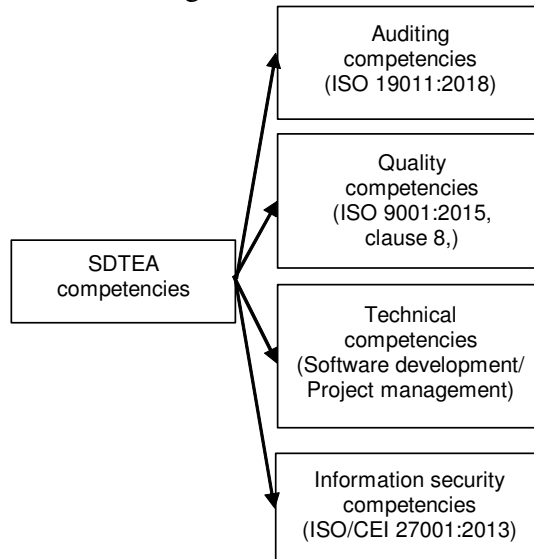 Auditing
competencies
(ISO 19011:2018)
Quality
competencies
(ISO 9001:2015,
clause 8,)
SDTEA
competencies
Technical
competencies
(Software development/
Project management)
Information security
competencies
(ISO/CEI 27001:2013)